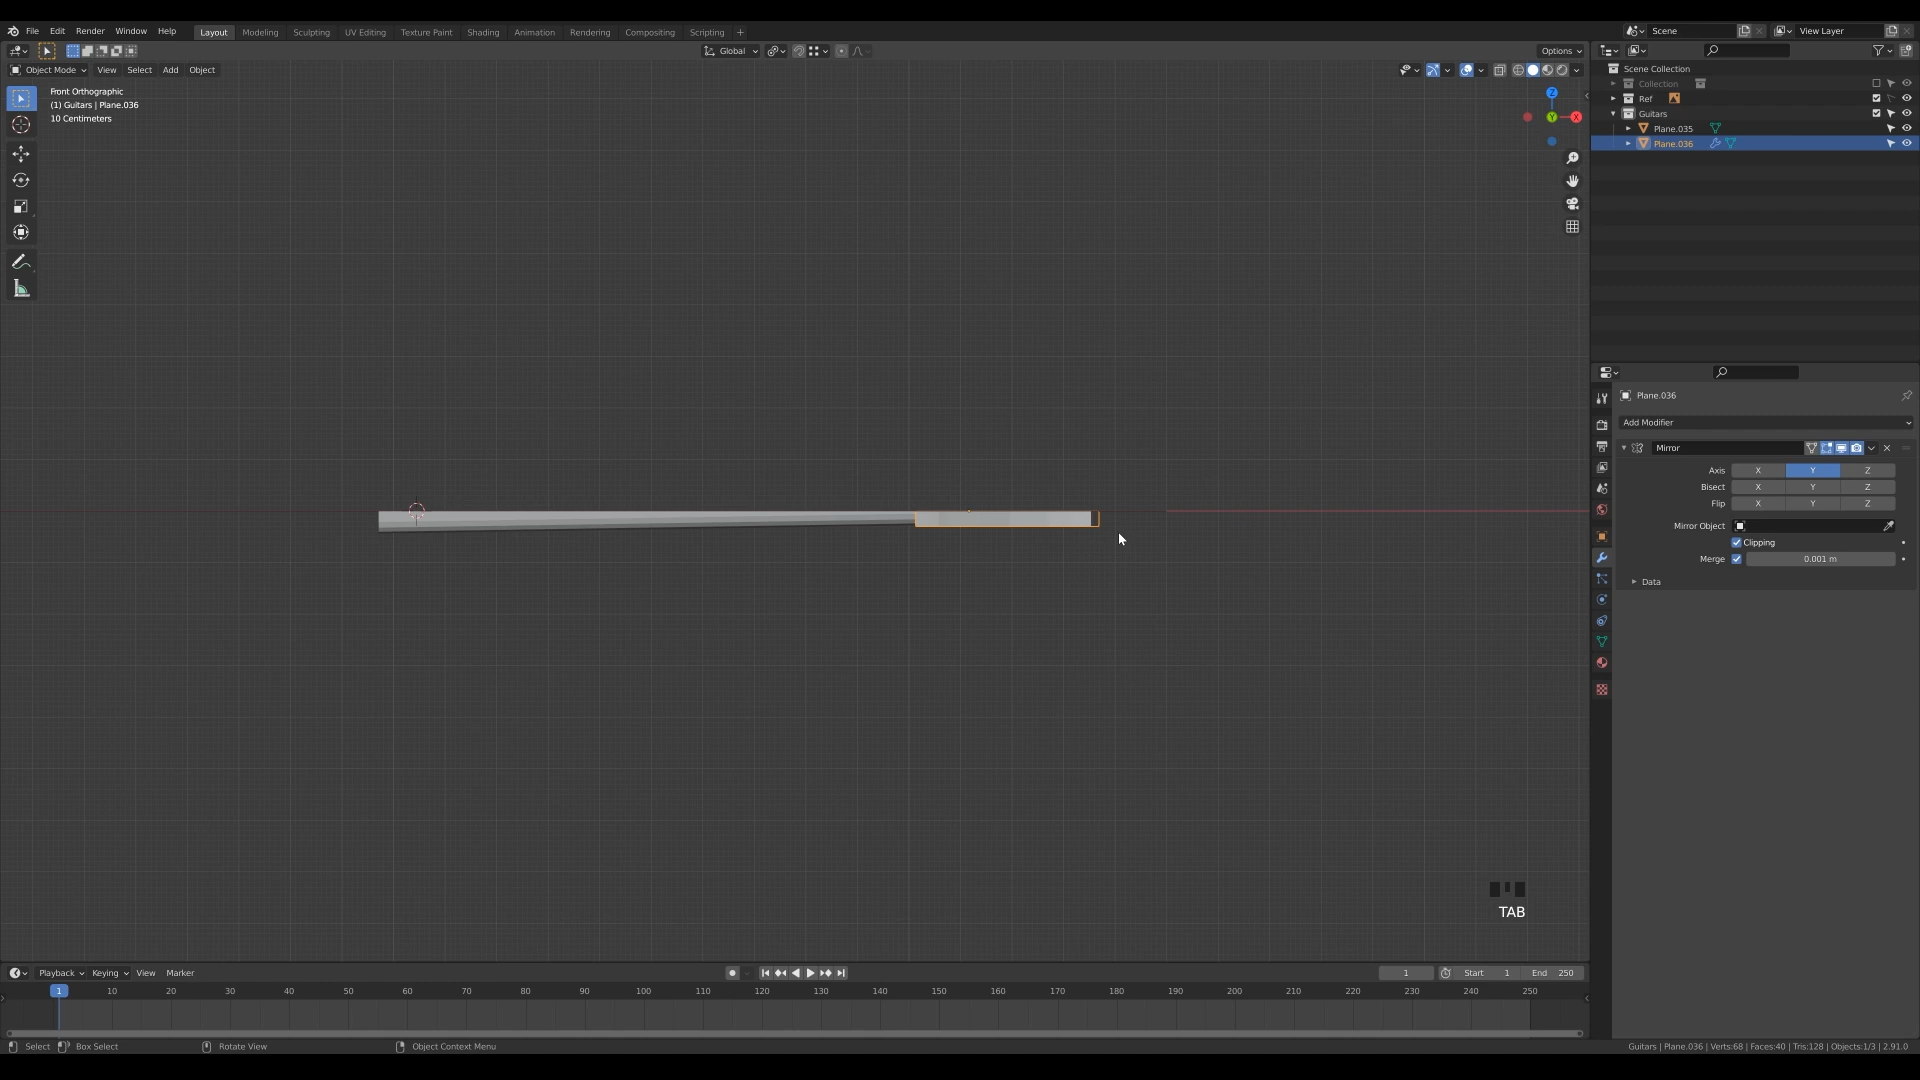 File Edit Render Window Help Layout Modeling Sculpting UV Editing Texture Paint Shading Animation Rendering Compositing Scripting + Scene View Layer
Global Options
Object Mode View Select Add Object
Front Orthographic
(1) Guitars | Plane.036
10 Centimeters
Z
Y
X
Scene Collection
Collection
Ref
Guitars
Plane.035
Plane.036
Plane.036
Add Modifier
Mirror
Axis X Y Z
Bisect X Y Z
Flip X Y Z
Mirror Object
Clipping
Merge 0.001 m
Data
TAB
Playback Keying View Marker 1 Start 1 End 250
1 10 20 30 40 50 60 70 80 90 100 110 120 130 140 150 160 170 180 190 200 210 220 230 240 250
Select Box Select Rotate View Object Context Menu Guitars | Plane.036 | Verts:68 | Faces:40 | Tris:128 | Objects:1/3 | 2.91.0